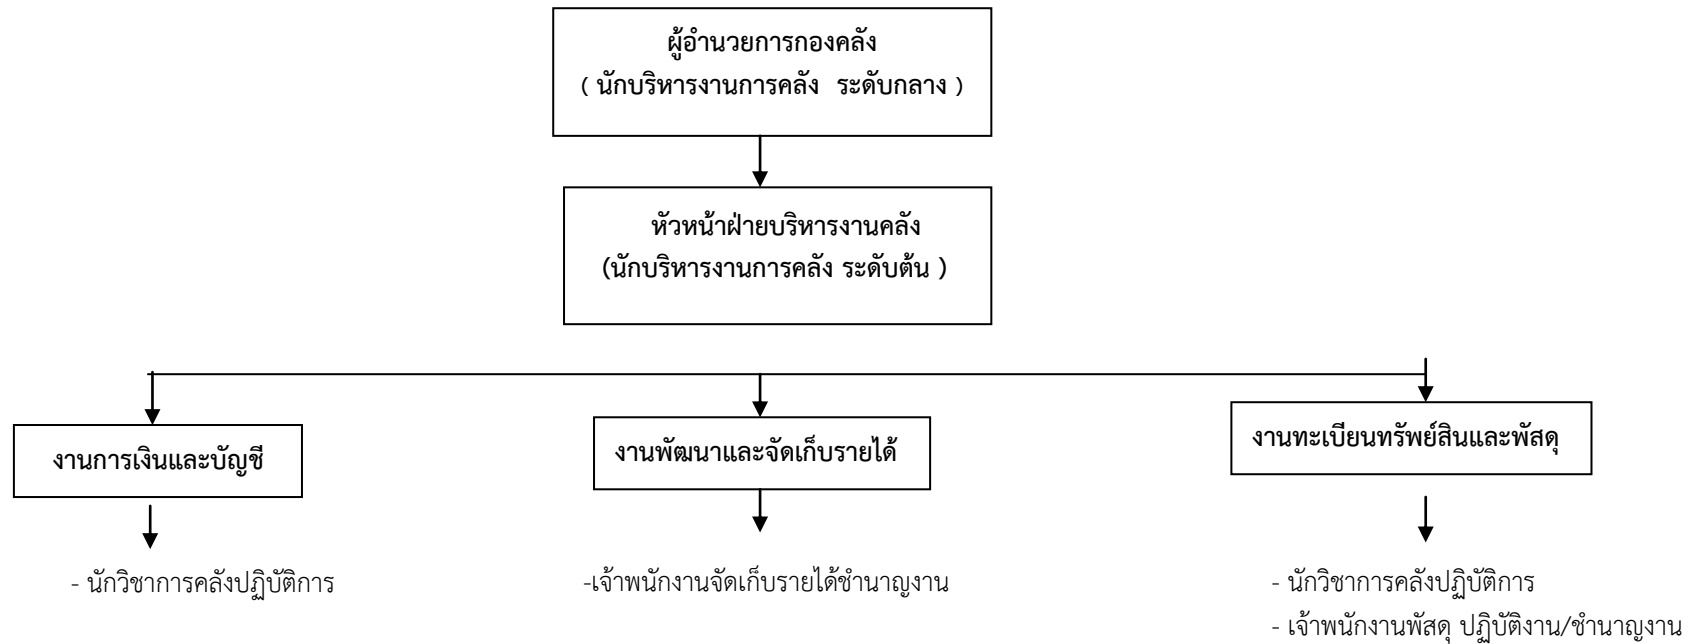 ผู้อำนวยการกองคลัง
( นักบริหารงานการคลัง ระดับกลาง )
หัวหน้าฝ่ายบริหารงานคลัง
(นักบริหารงานการคลัง ระดับต้น )
งานการเงินและบัญชี
งานพัฒนาและจัดเก็บรายได้
งานทะเบียนทรัพย์สินและพัสดุ
- นักวิชาการคลังปฏิบัติการ
-เจ้าพนักงานจัดเก็บรายได้ชำนาญงาน
- นักวิชาการคลังปฏิบัติการ
- เจ้าพนักงานพัสดุ ปฏิบัติงาน/ชำนาญงาน